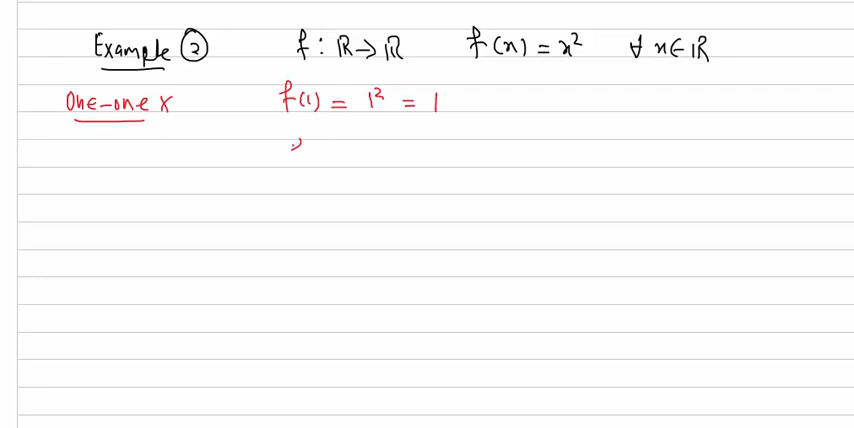 Example ② f : ℝ → ℝ f(x) = x² ∀ x ∈ ℝ
One-one X f(1) = 1² = 1